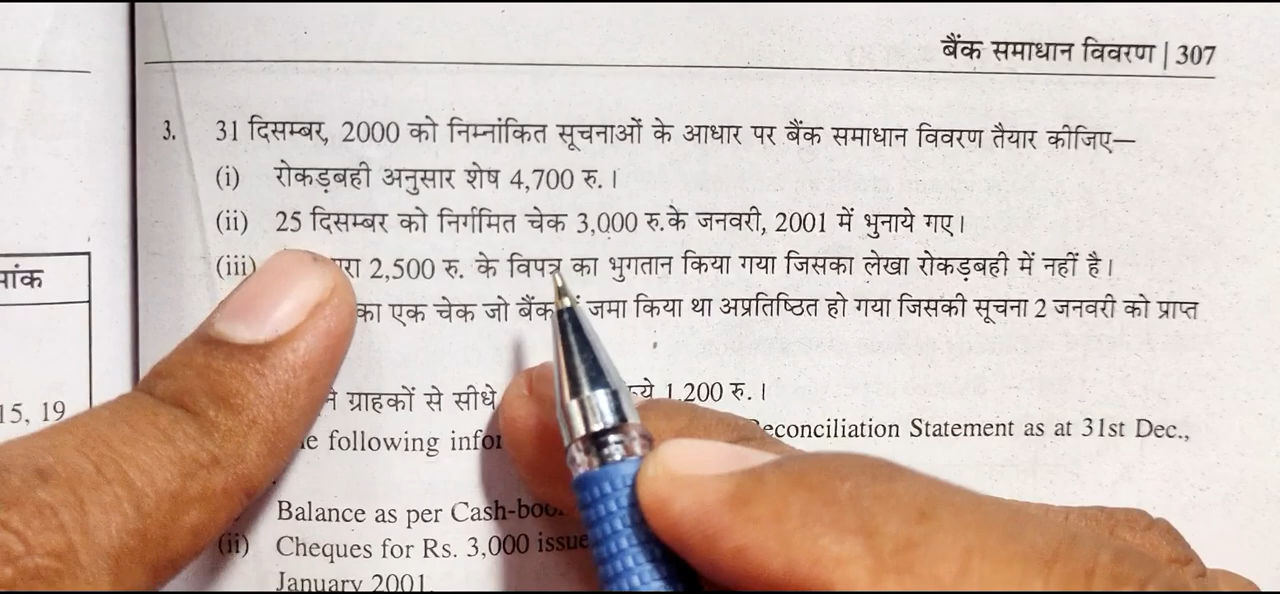 बैंक समाधान विवरण | 307
3. 31 दिसम्बर, 2000 को निम्नांकित सूचनाओं के आधार पर बैंक समाधान विवरण तैयार कीजिए—
(i) रोकड़बही अनुसार शेष 4,700 रु. ।
(ii) 25 दिसम्बर को निर्गमित चेक 3,000 रु.के जनवरी, 2001 में भुनाये गए।
(iii) 2,500 रु. के विपत्र का भुगतान किया गया जिसका लेखा रोकड़बही में नहीं है।
का एक चेक जो बैंक जमा किया था अप्रतिष्ठित हो गया जिसकी सूचना 2 जनवरी को प्राप्त
ग्राहकों से सीधे 1,200 रु. ।
following Reconciliation Statement as at 31st Dec.,
Balance as per Cash-book
(ii) Cheques for Rs. 3,000 issue
January 2001.
15, 19